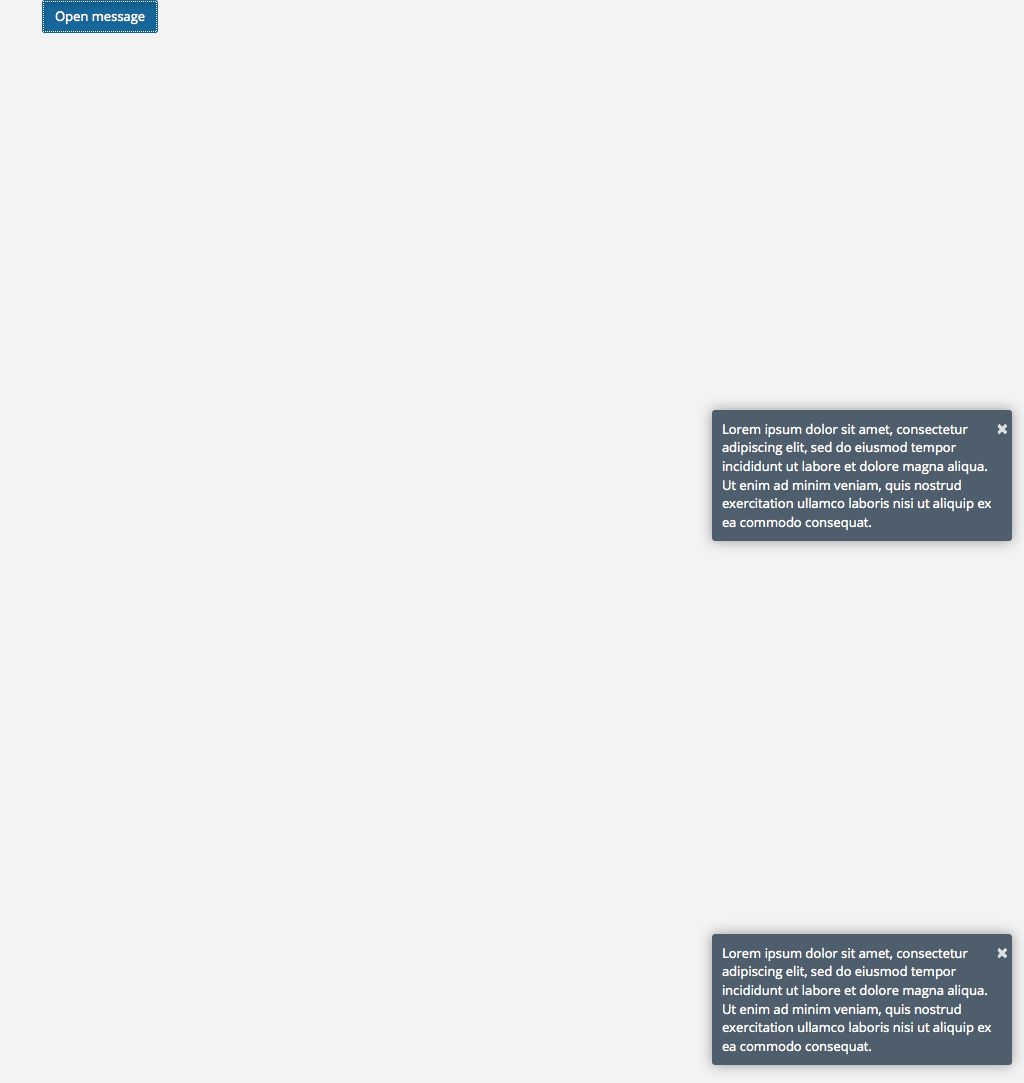 Open message
Lorem ipsum dolor sit amet, consectetur
adipiscing elit, sed do eiusmod tempor
incididunt ut labore et dolore magna aliqua.
Ut enim ad minim veniam, quis nostrud
exercitation ullamco laboris nisi ut aliquip ex
ea commodo consequat.
Lorem ipsum dolor sit amet, consectetur
adipiscing elit, sed do eiusmod tempor
incididunt ut labore et dolore magna aliqua.
Ut enim ad minim veniam, quis nostrud
exercitation ullamco laboris nisi ut aliquip ex
ea commodo consequat.